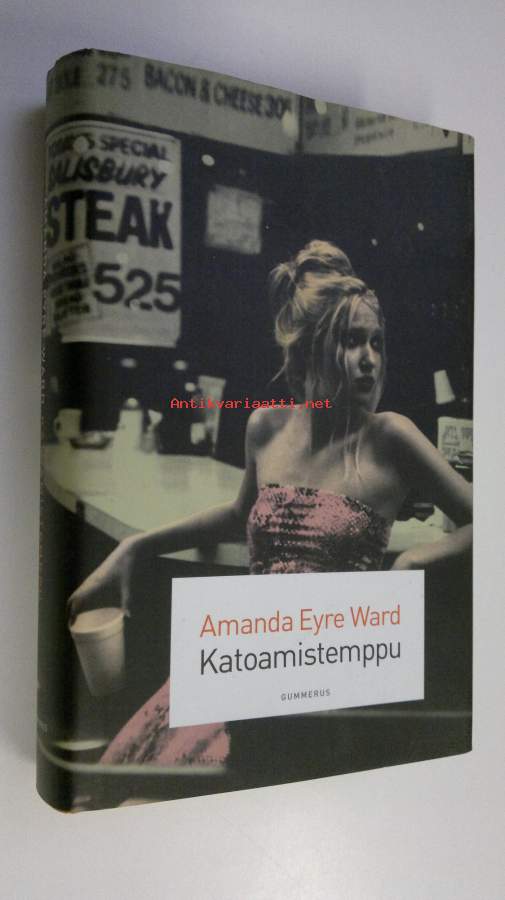 275 BACON & CHEESE 30
SPECIAL
SALISBURY
STEAK
525
Antikvariaatti.net
Amanda Eyre Ward
Katoamistemppu
GUMMERUS